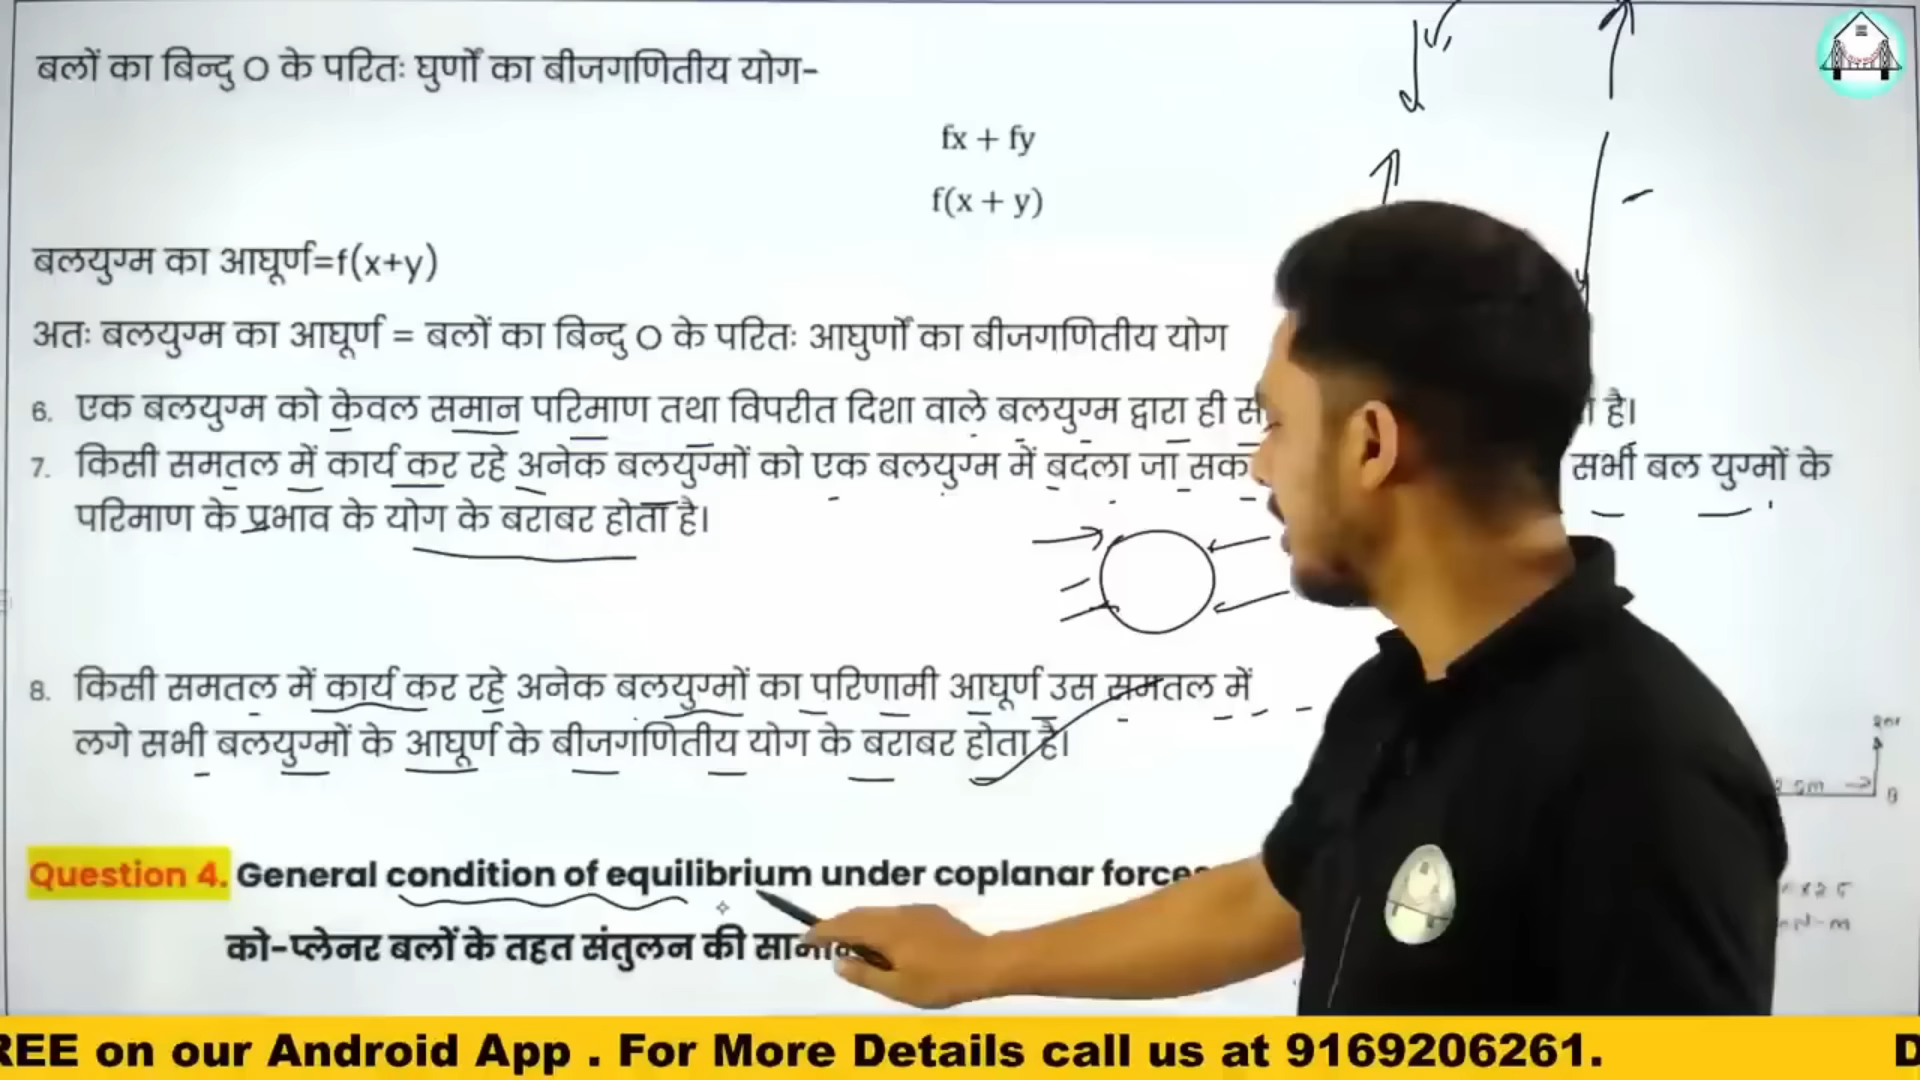 बलों का बिन्दु O के परितः घुर्णों का बीजगणितीय योग-
fx + fy
f(x + y)
बलयुग्म का आघूर्ण=f(x+y)
अतः बलयुग्म का आघूर्ण = बलों का बिन्दु O के परितः आघुर्णों का बीजगणितीय योग
6. एक बलयुग्म को केवल समान परिमाण तथा विपरीत दिशा वाले बलयुग्म द्वारा ही है।
7. किसी समतल में कार्य कर रहे अनेक बलयुग्मों को एक बलयुग्म में बदला जा सभी बल युग्मों के
परिमाण के प्रभाव के योग के बराबर होता है।
8. किसी समतल में कार्य कर रहे अनेक बलयुग्मों का परिणामी आघूर्ण उस समतल में
लगे सभी बलयुग्मों के आघूर्ण के बीजगणितीय योग के बराबर होता है।
Question 4. General condition of equilibrium under coplanar forces
को-प्लेनर बलों के तहत संतुलन की
B
N-m
REE on our Android App . For More Details call us at 9169206261.